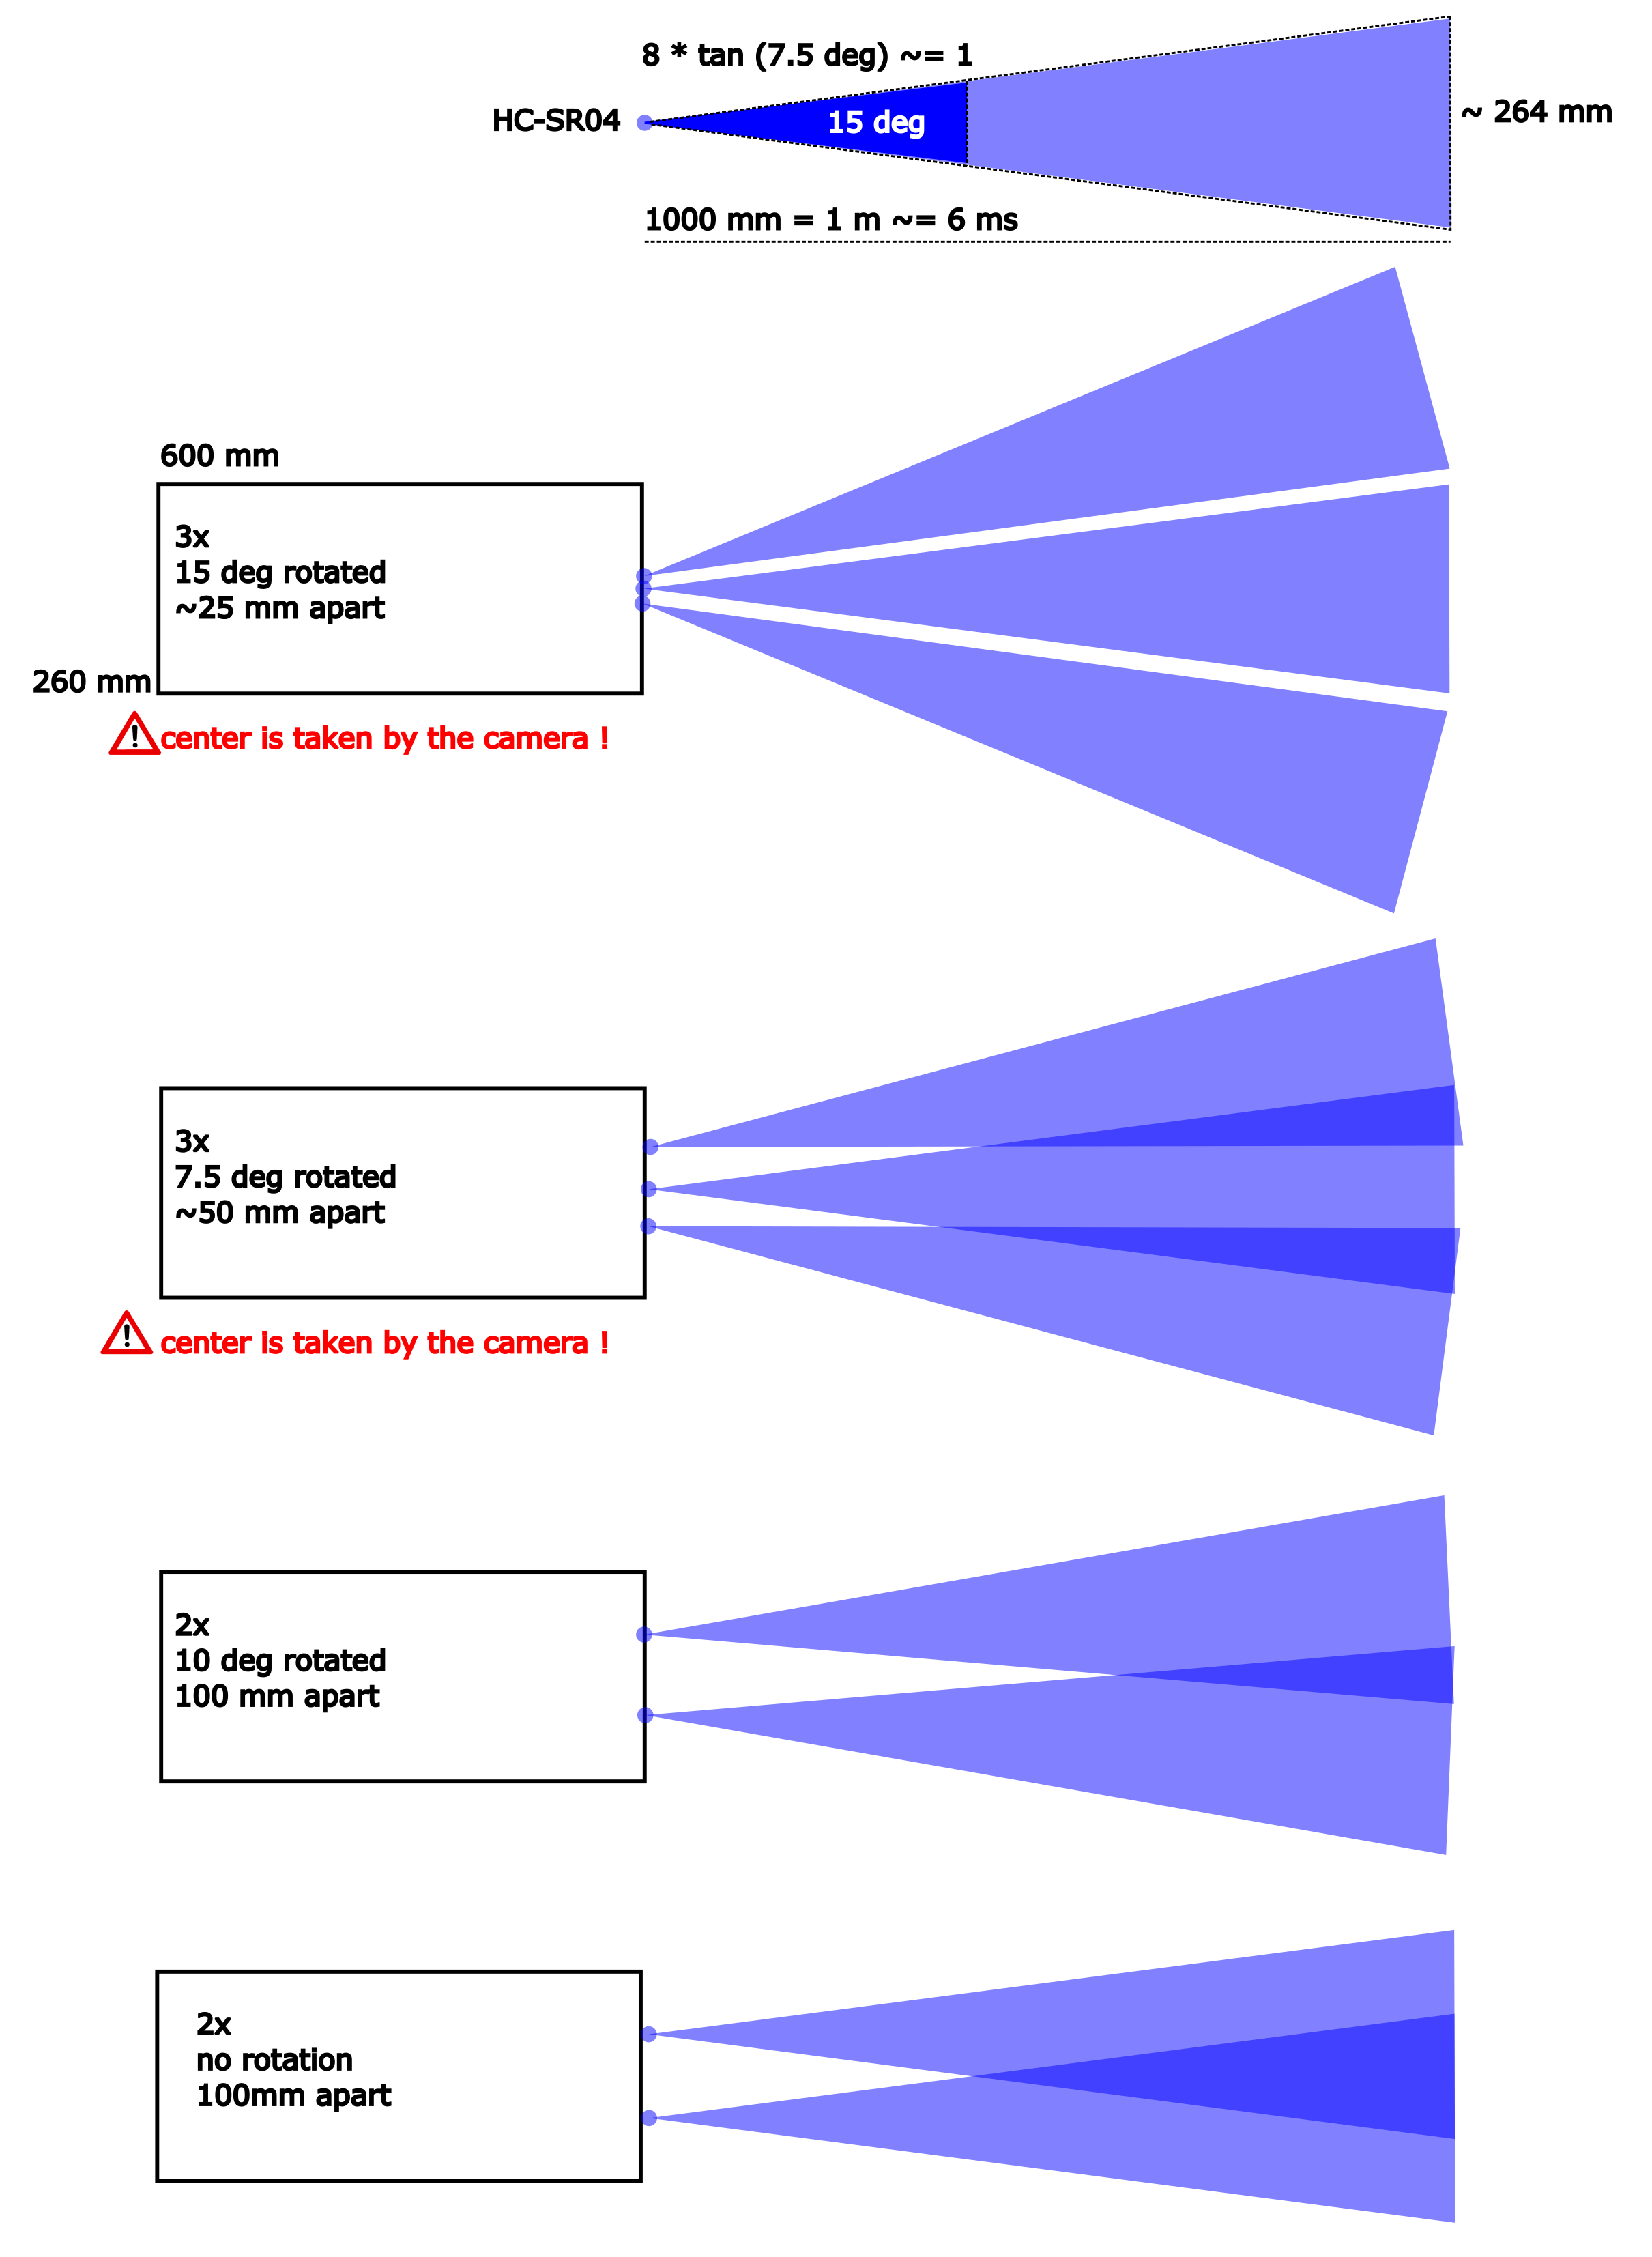 8 * tan (7.5 deg) ~= 1
HC-SR04
15 deg
~ 264 mm
1000 mm = 1 m ~= 6 ms
600 mm
3x
15 deg rotated
~25 mm apart
260 mm
! center is taken by the camera !
3x
7.5 deg rotated
~50 mm apart
! center is taken by the camera !
2x
10 deg rotated
100 mm apart
2x
no rotation
100mm apart